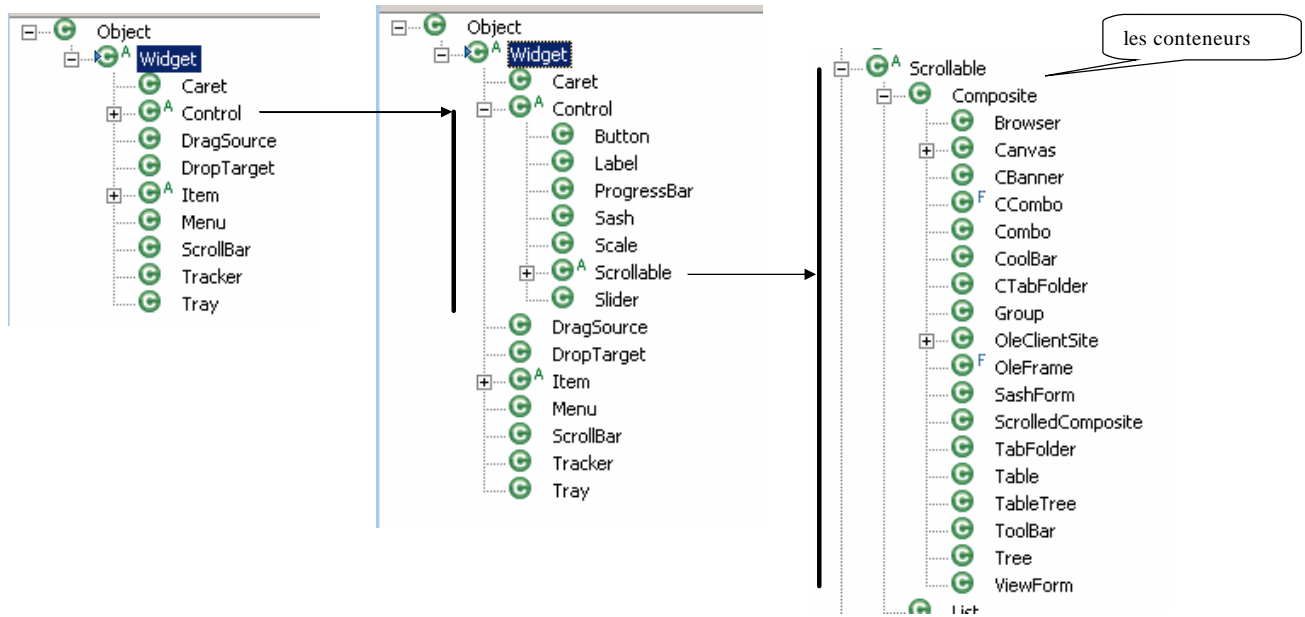 Object
Widget
Caret
Control
DragSource
DropTarget
Item
Menu
ScrollBar
Tracker
Tray
Object
Widget
Caret
Control
Button
Label
ProgressBar
Sash
Scale
Scrollable
Slider
DragSource
DropTarget
Item
Menu
ScrollBar
Tracker
Tray
les conteneurs
Scrollable
Composite
Browser
Canvas
CBanner
CCombo
Combo
CoolBar
CTabFolder
Group
OleClientSite
OleFrame
SashForm
ScrolledComposite
TabFolder
Table
TableTree
ToolBar
Tree
ViewForm
List